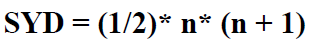 SYD = (1/2)* n* (n + 1)